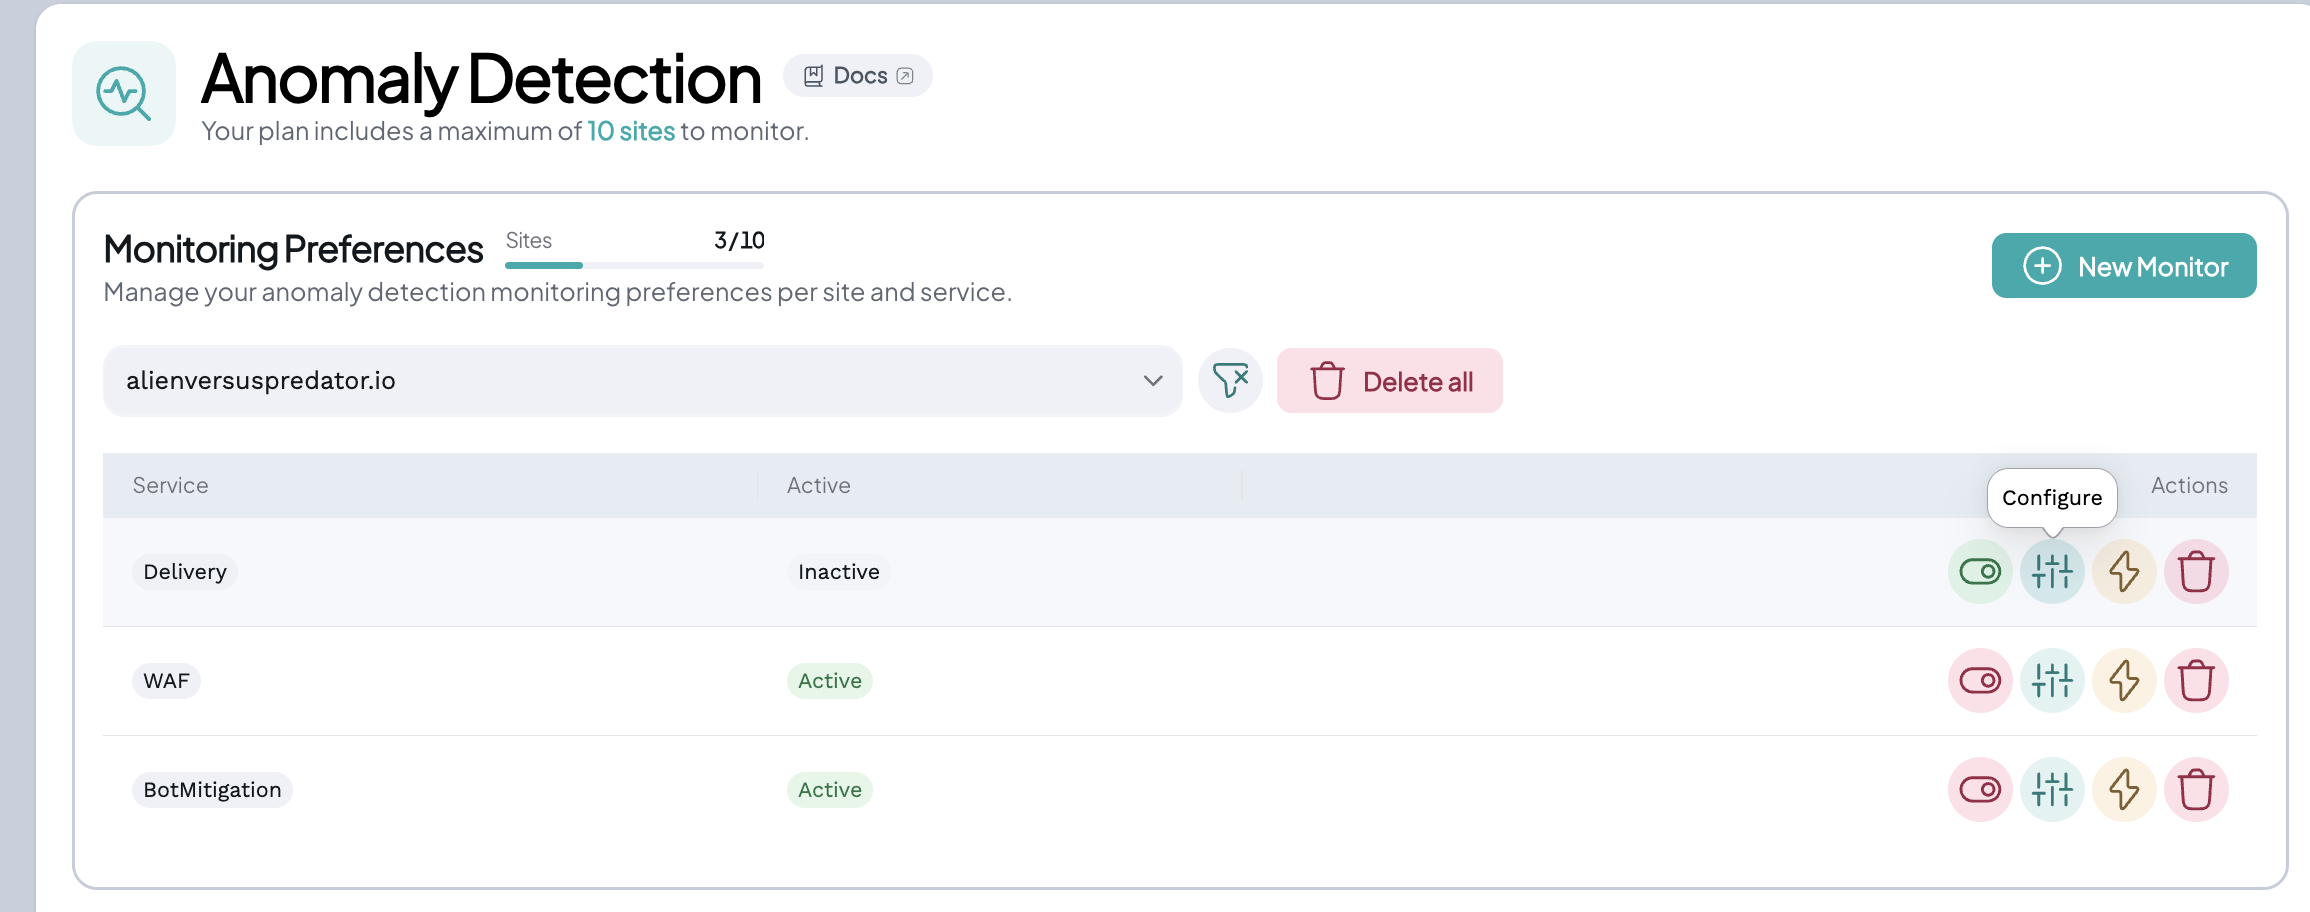 Anomaly Detection
Docs
Your plan includes a maximum of 10 sites to monitor.
Monitoring Preferences
Sites 3/10
Manage your anomaly detection monitoring preferences per site and service.
New Monitor
alienversuspredator.io
Delete all
Service Active Actions
Configure
Delivery Inactive
WAF Active
BotMitigation Active